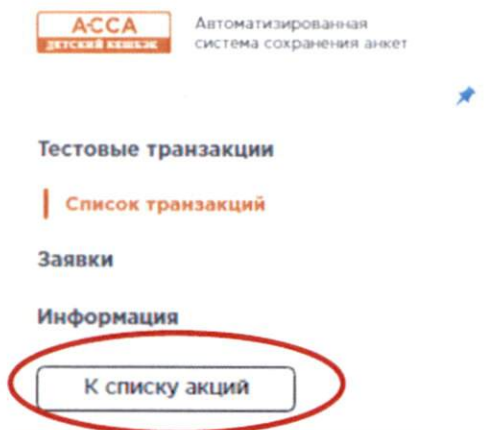 АССА
ДЕТСКИЙ КЕШБЭК
Автоматизированная
система сохранения анкет
Тестовые транзакции
Список транзакций
Заявки
Информация
К списку акций